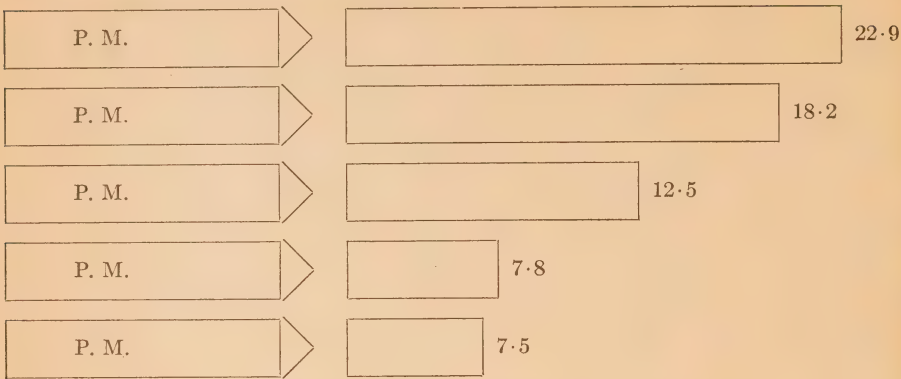 P. M. 22·9
P. M. 18·2
P. M. 12·5
P. M. 7·8
P. M. 7·5